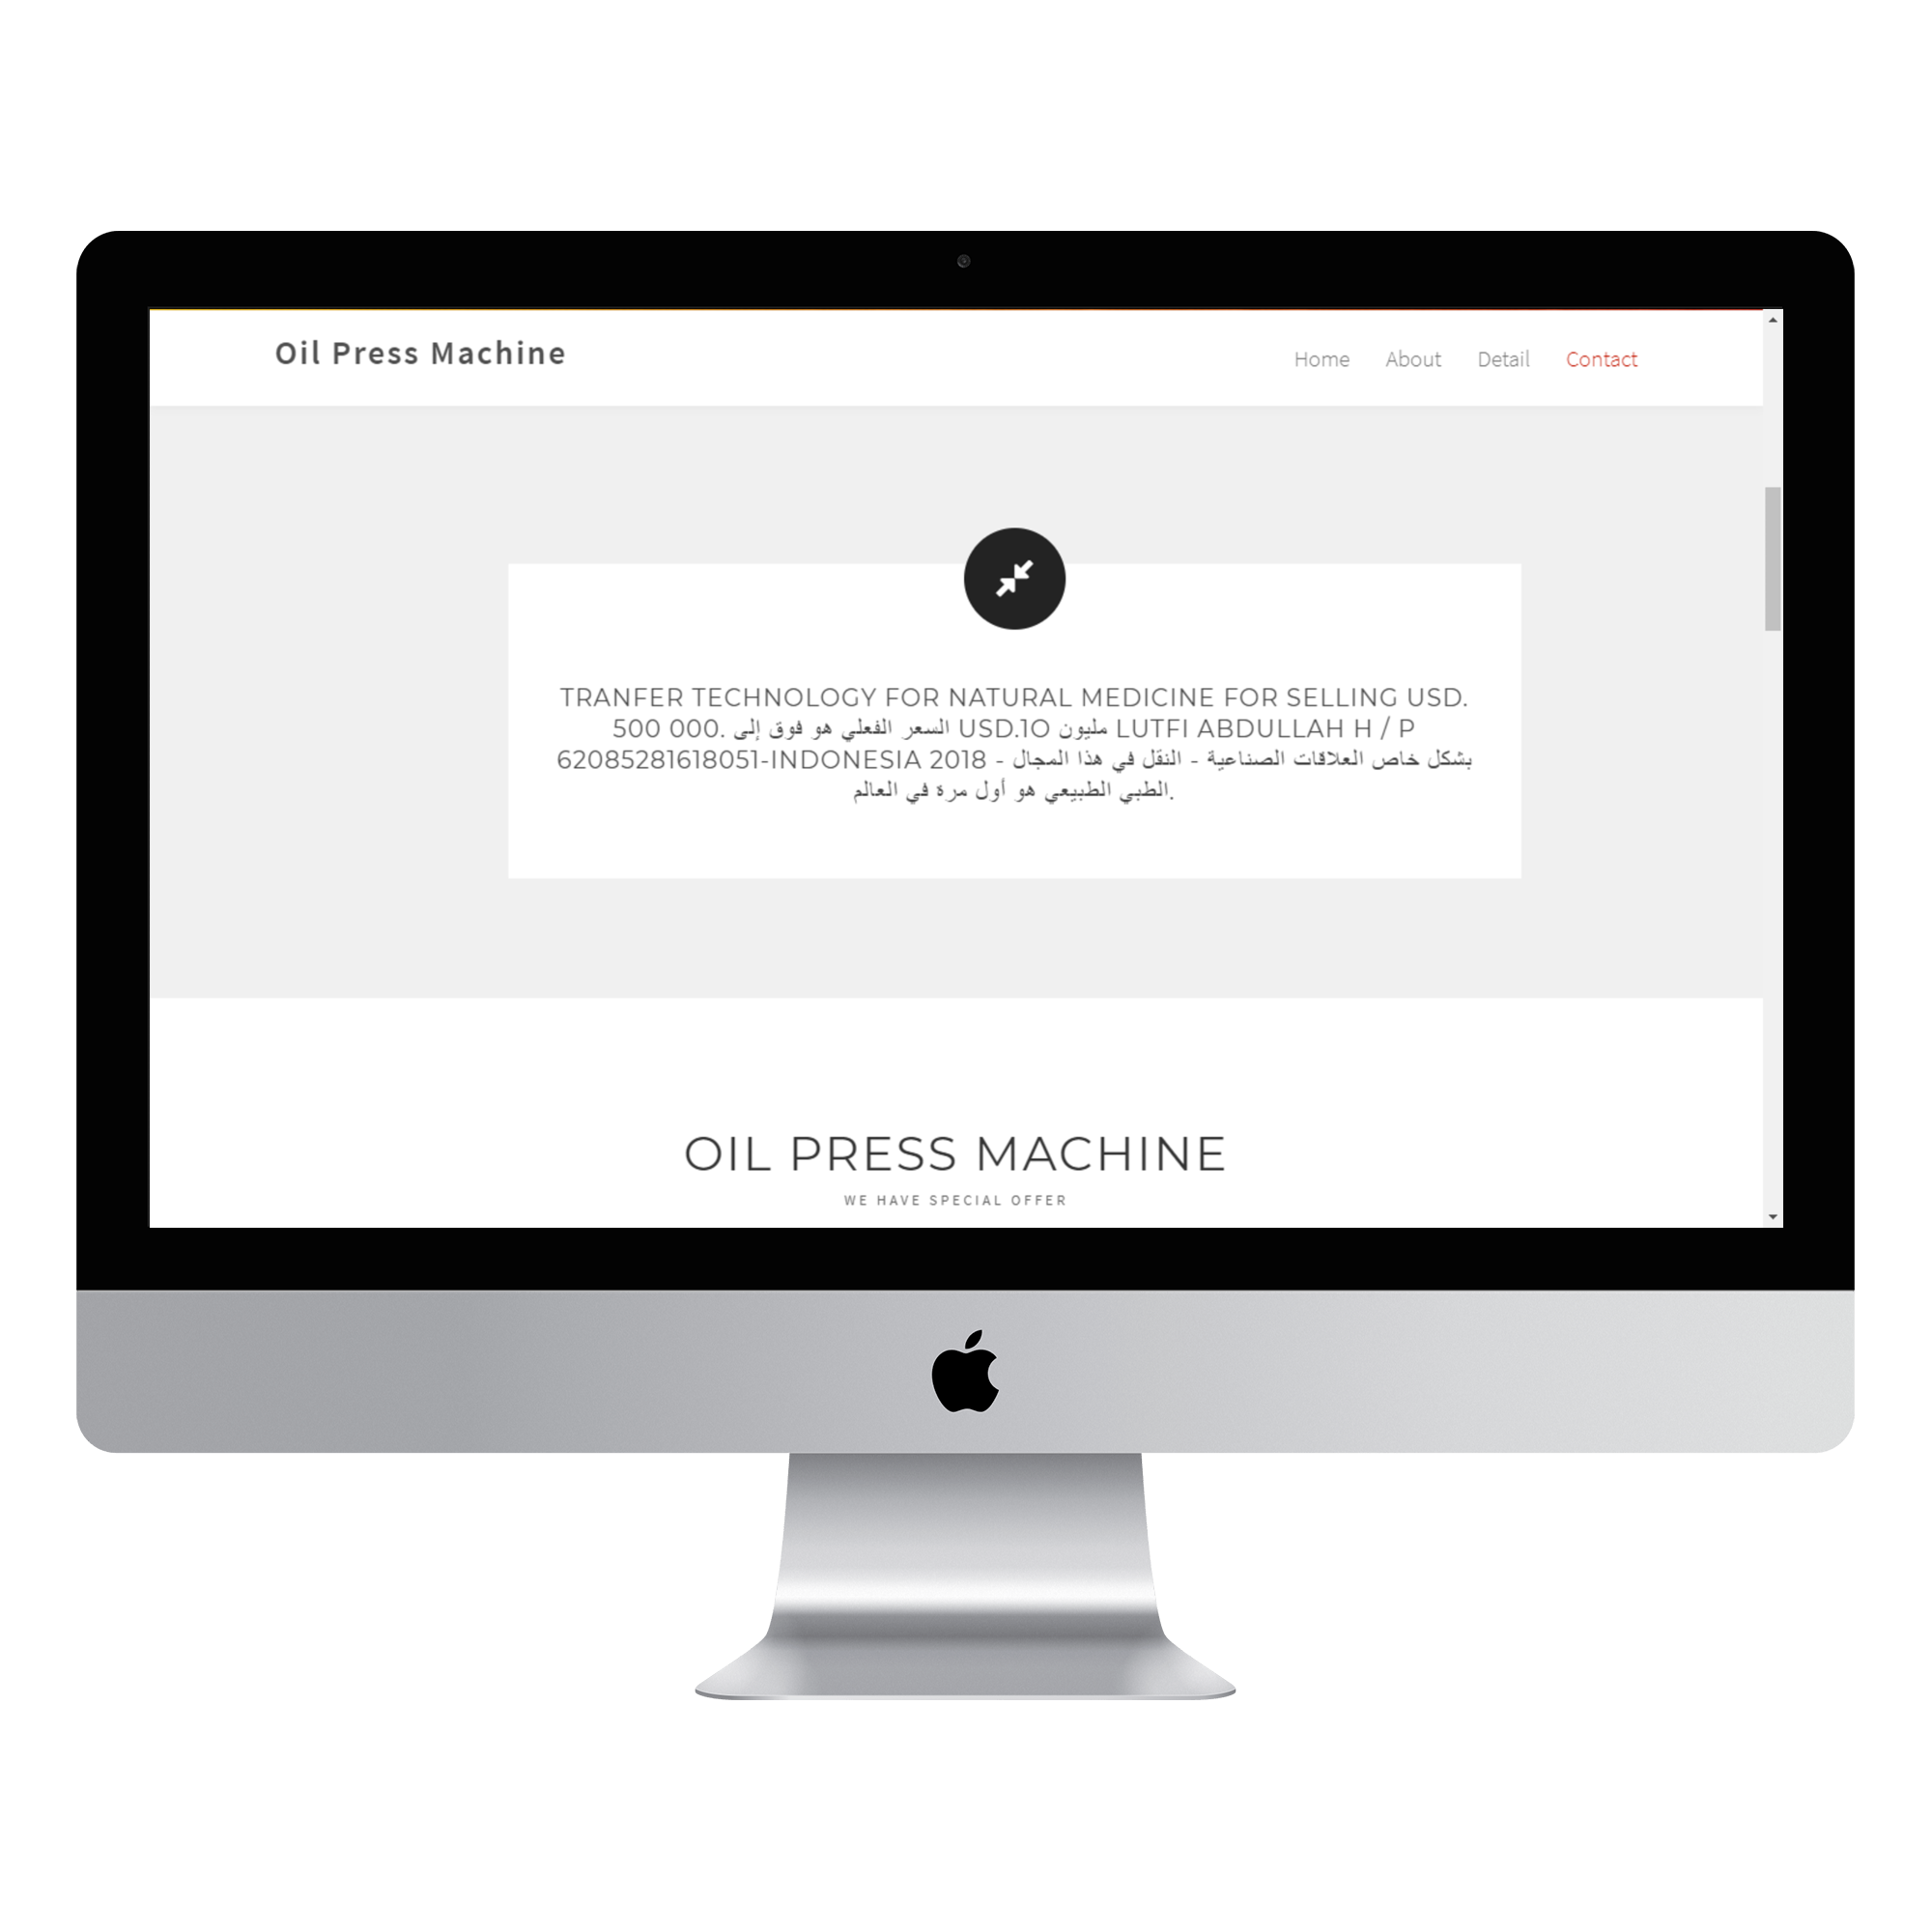 Oil Press Machine
Home About Detail Contact
TRANFER TECHNOLOGY FOR NATURAL MEDICINE FOR SELLING USD.
500 000. السعر الفعلي هو فوق إلى USD.1O مليون LUTFI ABDULLAH H / P
62085281618051-INDONESIA 2018 - بشكل خاص العلاقات الصناعية - النقل في هذا المجال
الطبي الطبيعي هو أول مرة في العالم.
OIL PRESS MACHINE
WE HAVE SPECIAL OFFER